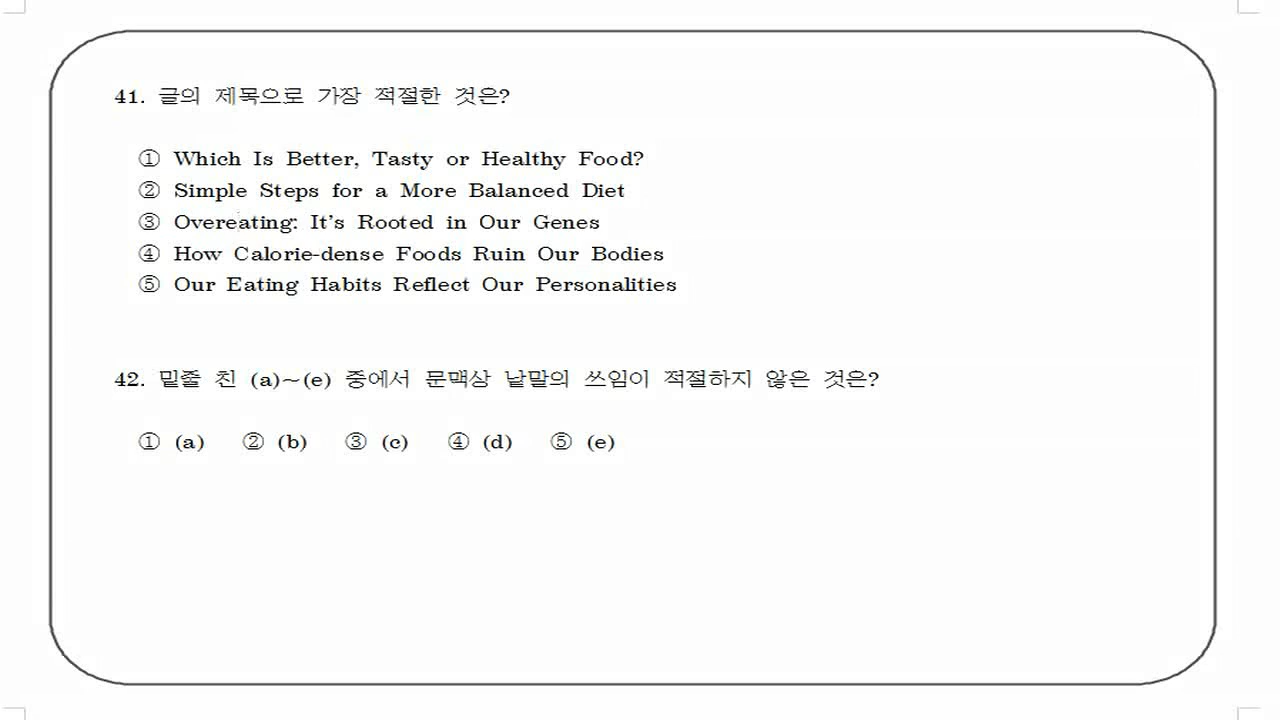 41. 글의 제목으로 가장 적절한 것은?
① Which Is Better, Tasty or Healthy Food?
② Simple Steps for a More Balanced Diet
③ Overeating: It's Rooted in Our Genes
④ How Calorie-dense Foods Ruin Our Bodies
⑤ Our Eating Habits Reflect Our Personalities
42. 밑줄 친 (a)~(e) 중에서 문맥상 낱말의 쓰임이 적절하지 않은 것은?
① (a) ② (b) ③ (c) ④ (d) ⑤ (e)